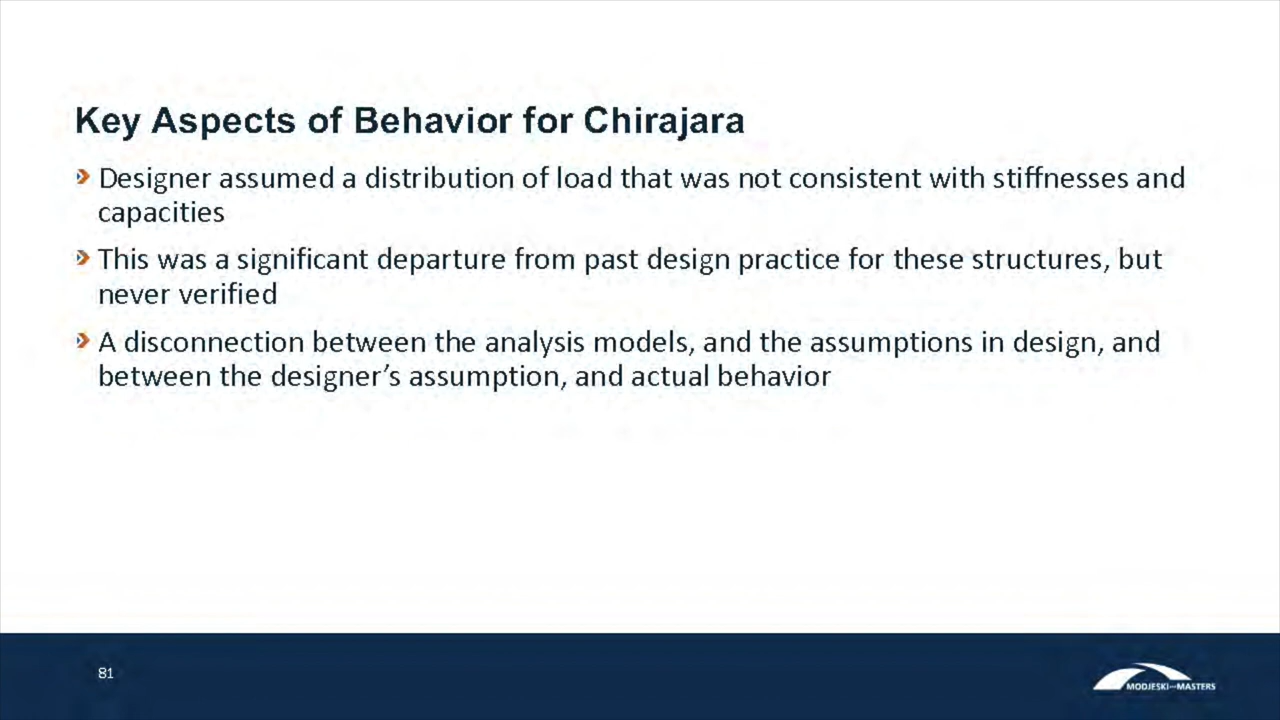 Key Aspects of Behavior for Chirajara
Designer assumed a distribution of load that was not consistent with stiffnesses and
capacities
This was a significant departure from past design practice for these structures, but
never verified
A disconnection between the analysis models, and the assumptions in design, and
between the designer’s assumption, and actual behavior
81
MODJESKI and MASTERS